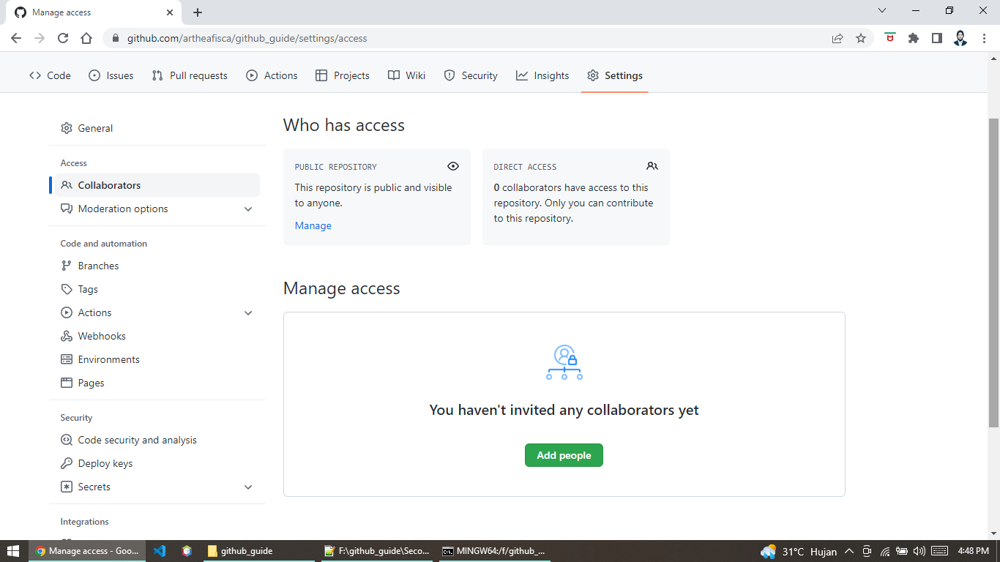 Manage access
github.com/artheafisca/github_guide/settings/access
Code Issues Pull requests Actions Projects Wiki Security Insights Settings
General
Access
Collaborators
Moderation options
Code and automation
Branches
Tags
Actions
Webhooks
Environments
Pages
Security
Code security and analysis
Deploy keys
Secrets
Integrations
Who has access
PUBLIC REPOSITORY
This repository is public and visible
to anyone.
Manage
DIRECT ACCESS
0 collaborators have access to this
repository. Only you can contribute
to this repository.
Manage access
You haven't invited any collaborators yet
Add people
Manage access - Goo... github_guide F:\github_guide\Seco... MINGW64:/f/github_... 31°C Hujan 4:48 PM